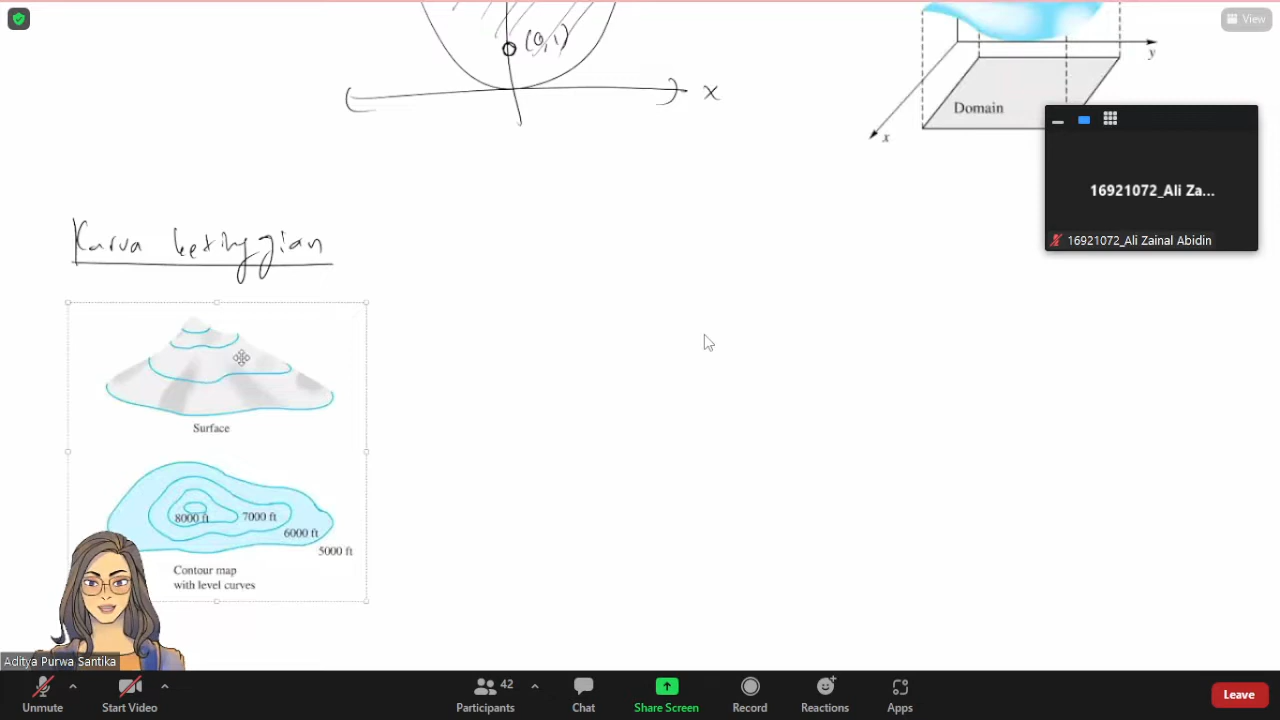 View
(0,1)
x
y
Domain
x
16921072_Ali Za...
16921072_Ali Zainal Abidin
Kurva ketinggian
Surface
8000 ft
7000 ft
6000 ft
5000 ft
Contour map
with level curves
Aditya Purwa Santika
Unmute
Start Video
42
Participants
Chat
Share Screen
Record
Reactions
Apps
Leave